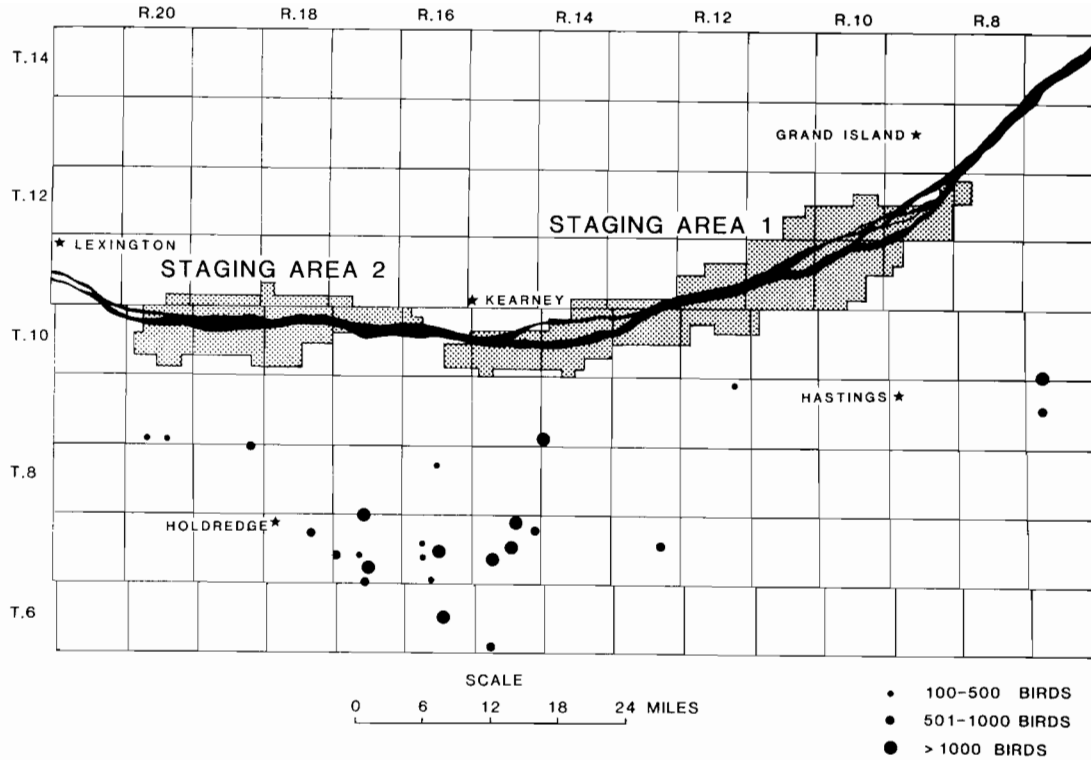 R.20 R.18 R.16 R.14 R.12 R.10 R.8
T.14
GRAND ISLAND
T.12
STAGING AREA 1
LEXINGTON
STAGING AREA 2
KEARNEY
T.10
HASTINGS
T.8
HOLDREDGE
T.6
SCALE
0 6 12 18 24 MILES
100-500 BIRDS
501-1000 BIRDS
> 1000 BIRDS